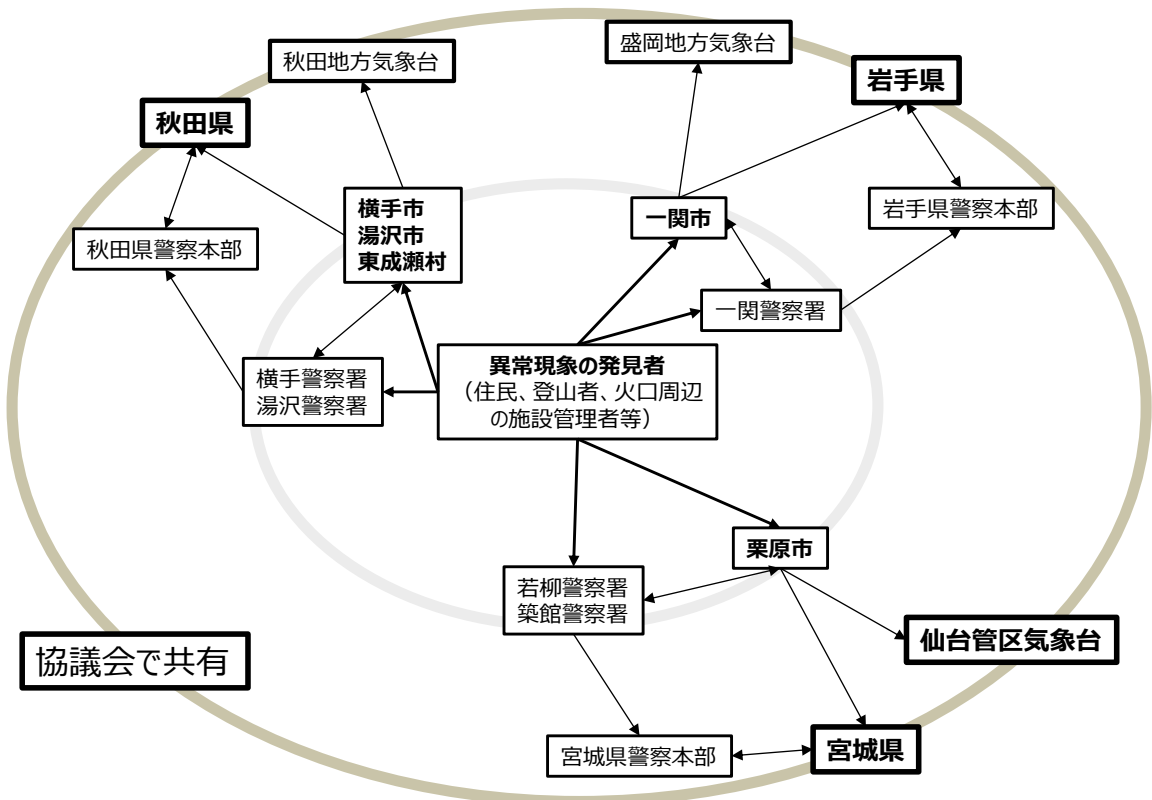 盛岡地方気象台
秋田地方気象台
岩手県
秋田県
横手市
湯沢市
東成瀬村
一関市
岩手県警察本部
秋田県警察本部
一関警察署
異常現象の発見者
（住民、登山者、火口周辺
の施設管理者等）
横手警察署
湯沢警察署
栗原市
若柳警察署
築館警察署
仙台管区気象台
協議会で共有
宮城県警察本部
宮城県